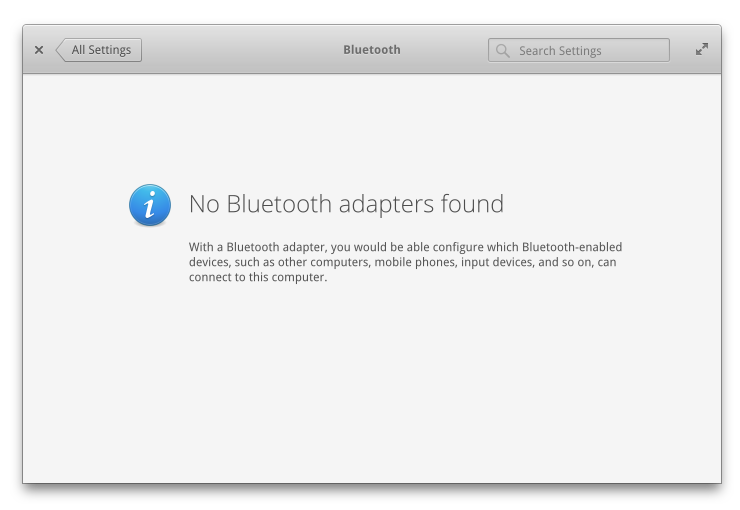 All Settings
Bluetooth
Search Settings
No Bluetooth adapters found
With a Bluetooth adapter, you would be able configure which Bluetooth-enabled
devices, such as other computers, mobile phones, input devices, and so on, can
connect to this computer.